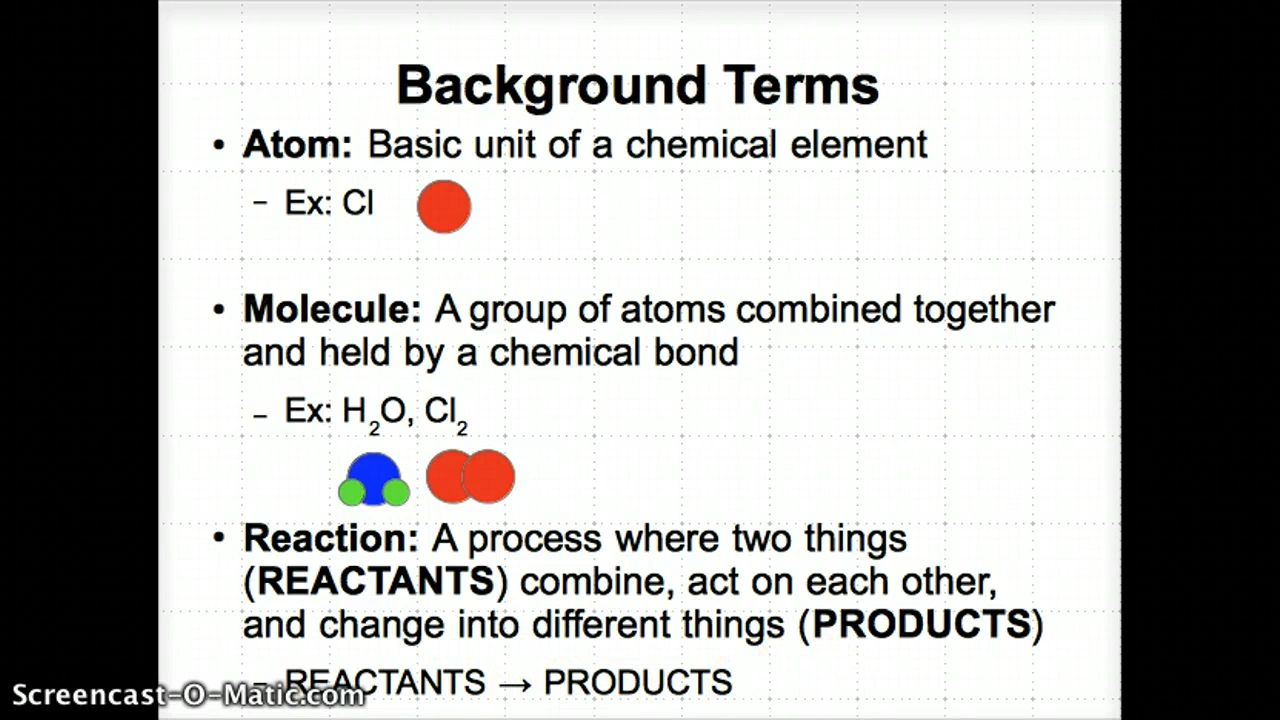 Background Terms
• Atom: Basic unit of a chemical element
– Ex: Cl
• Molecule: A group of atoms combined together
and held by a chemical bond
– Ex: H₂O, Cl₂
• Reaction: A process where two things
(REACTANTS) combine, act on each other,
and change into different things (PRODUCTS)
– REACTANTS → PRODUCTS
Screencast-O-Matic.com